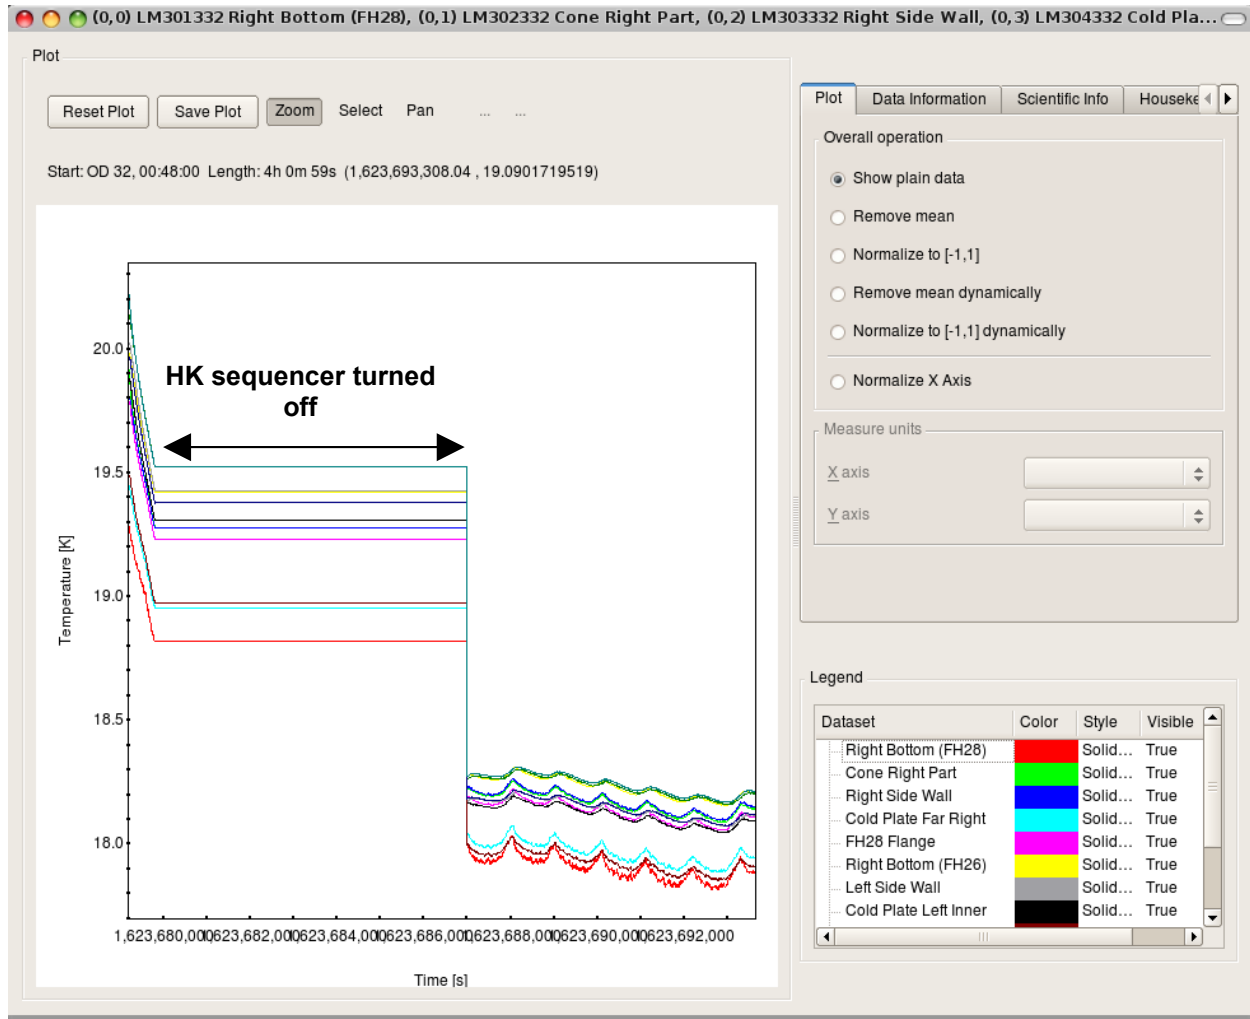 (0,0) LM301332 Right Bottom (FH28), (0,1) LM302332 Cone Right Part, (0,2) LM303332 Right Side Wall, (0,3) LM304332 Cold Pla...
Plot
Reset Plot Save Plot Zoom Select Pan ... ...
Start: OD 32, 00:48:00 Length: 4h 0m 59s (1,623,693,308.04 , 19.0901719519)
HK sequencer turned
off
20.0
19.5
19.0
18.5
18.0
Temperature [K]
1,623,680,000 1,623,682,000 1,623,684,000 1,623,686,000 1,623,688,000 1,623,690,000 1,623,692,000
Time [s]
Plot Data Information Scientific Info Houseke
Overall operation
Show plain data
Remove mean
Normalize to [-1,1]
Remove mean dynamically
Normalize to [-1,1] dynamically
Normalize X Axis
Measure units
X axis
Y axis
Legend
Dataset Color Style Visible
Right Bottom (FH28) Solid... True
Cone Right Part Solid... True
Right Side Wall Solid... True
Cold Plate Far Right Solid... True
FH28 Flange Solid... True
Right Bottom (FH26) Solid... True
Left Side Wall Solid... True
Cold Plate Left Inner Solid... True